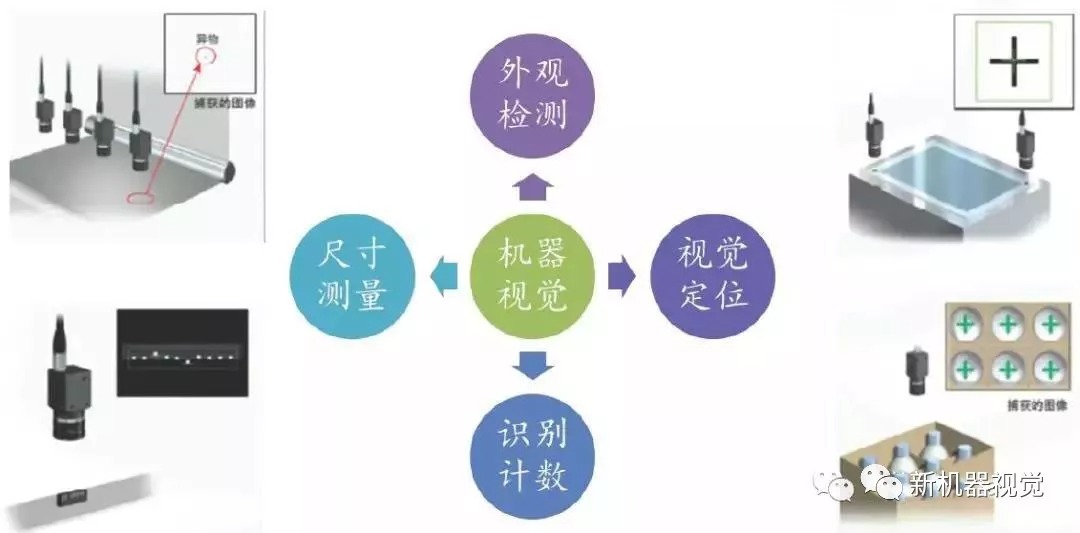 异物
捕获的图像
外观
检测
尺寸
测量
机器
视觉
视觉
定位
识别
计数
捕获的图像
新机器视觉